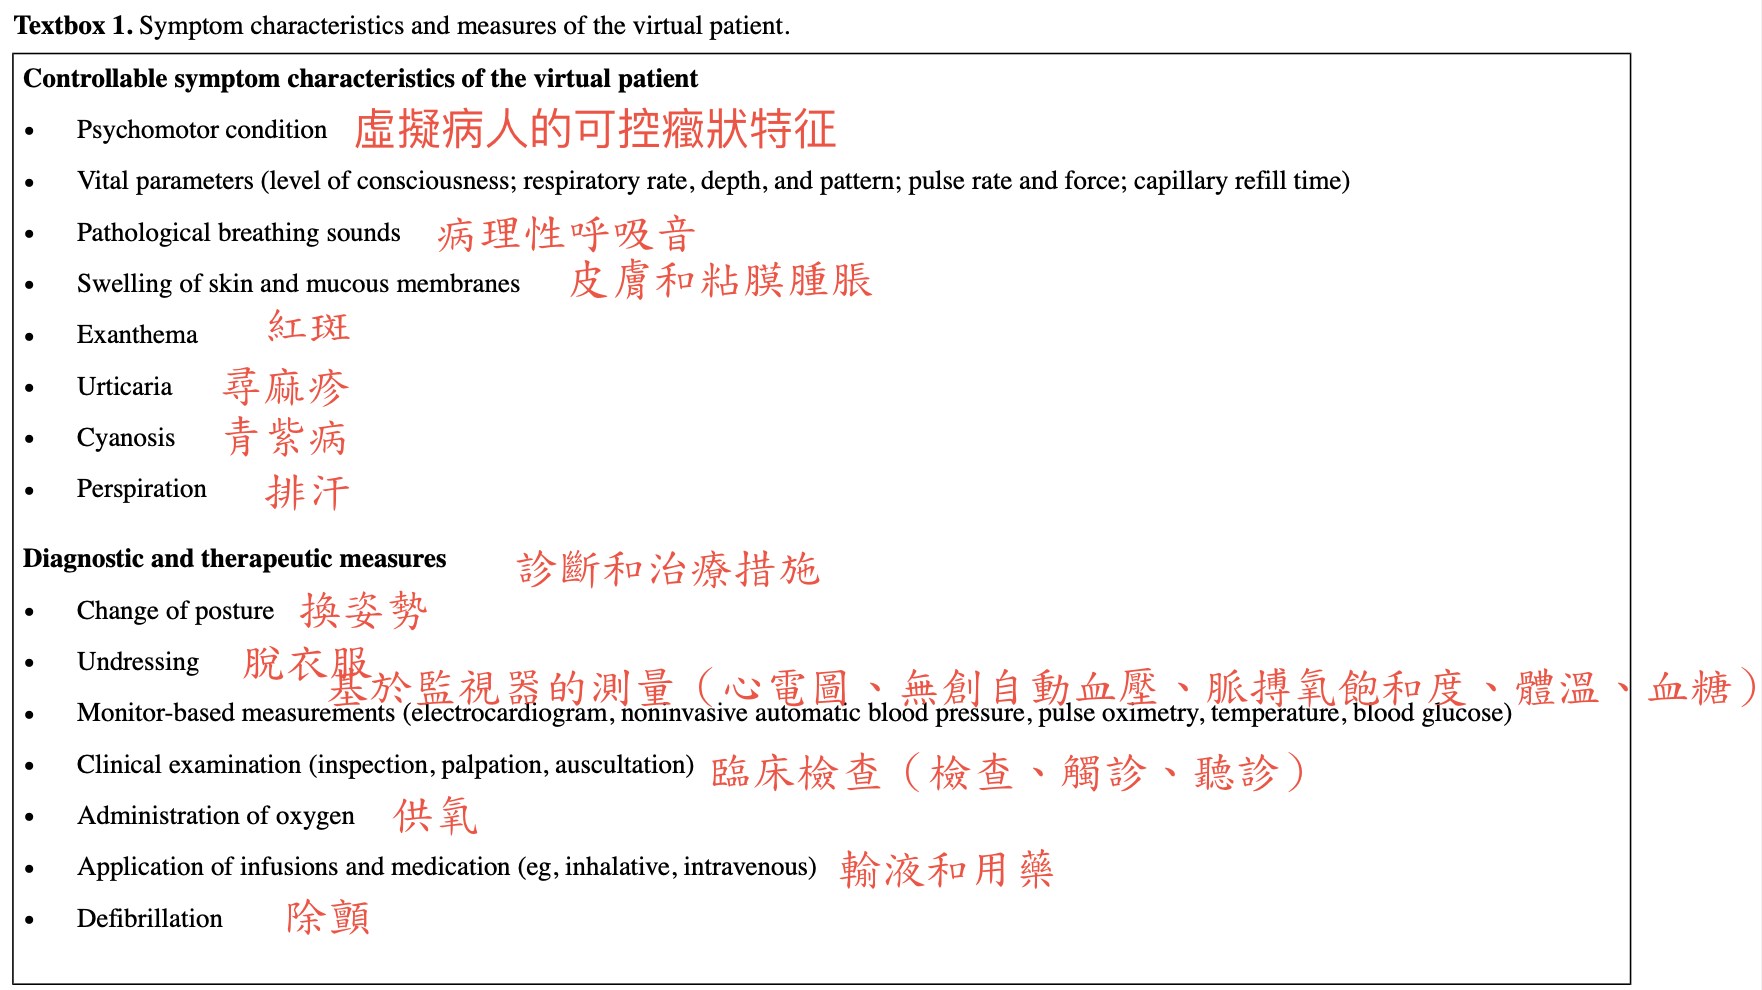 Textbox 1. Symptom characteristics and measures of the virtual patient.
Controllable symptom characteristics of the virtual patient
• Psychomotor condition 虛擬病人的可控癥狀特征
• Vital parameters (level of consciousness; respiratory rate, depth, and pattern; pulse rate and force; capillary refill time)
• Pathological breathing sounds 病理性呼吸音
• Swelling of skin and mucous membranes 皮膚和粘膜腫脹
• Exanthema 紅斑
• Urticaria 尋麻疹
• Cyanosis 青紫病
• Perspiration 排汗
Diagnostic and therapeutic measures 診斷和治療措施
• Change of posture 換姿勢
• Undressing 脫衣服
基於監視器的測量（心電圖、無創自動血壓、脈搏氧飽和度、體溫、血糖）
• Monitor-based measurements (electrocardiogram, noninvasive automatic blood pressure, pulse oximetry, temperature, blood glucose)
• Clinical examination (inspection, palpation, auscultation) 臨床檢查（檢查、觸診、聽診）
• Administration of oxygen 供氧
• Application of infusions and medication (eg, inhalative, intravenous) 輸液和用藥
• Defibrillation 除顫